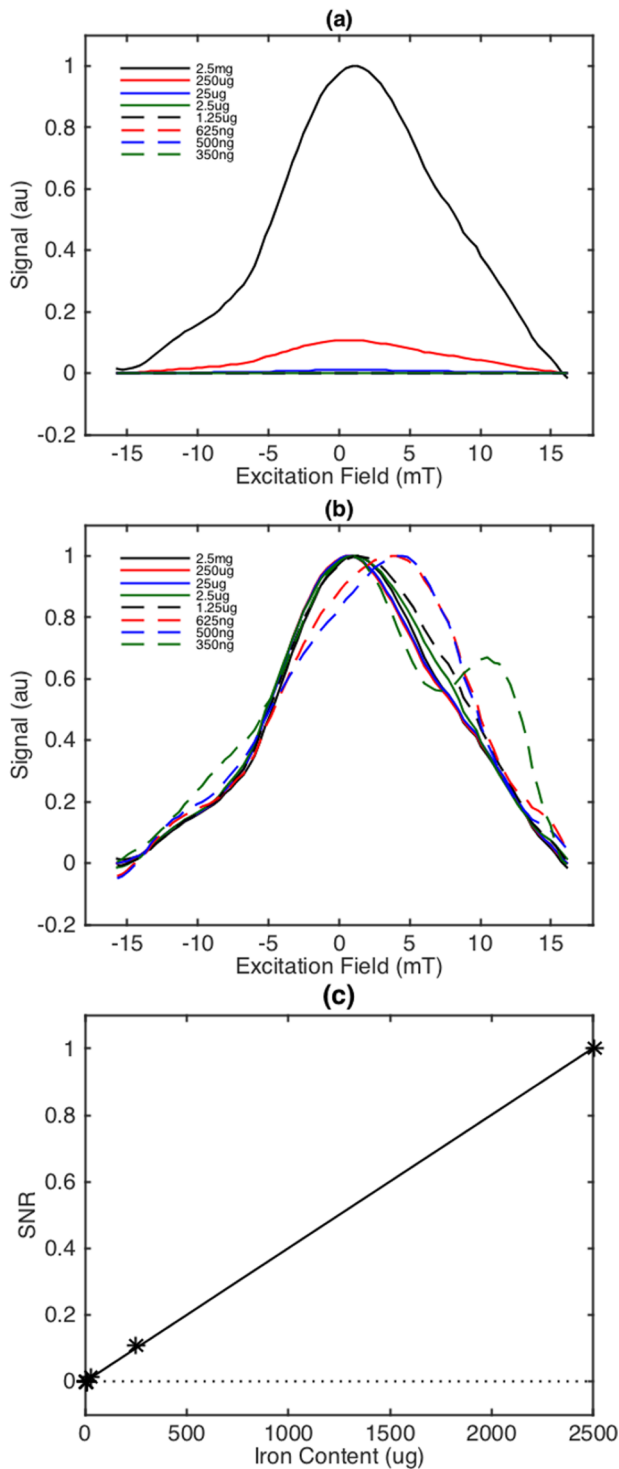 (a)
2.5mg
250ug
25ug
2.5ug
1.25ug
625ng
500ng
350ng
1
0.8
0.6
0.4
0.2
0
-0.2
Signal (au)
-15 -10 -5 0 5 10 15
Excitation Field (mT)
(b)
2.5mg
250ug
25ug
2.5ug
1.25ug
625ng
500ng
350ng
1
0.8
0.6
0.4
0.2
0
-0.2
Signal (au)
-15 -10 -5 0 5 10 15
Excitation Field (mT)
(c)
1
0.8
0.6
0.4
0.2
0
SNR
0 500 1000 1500 2000 2500
Iron Content (ug)